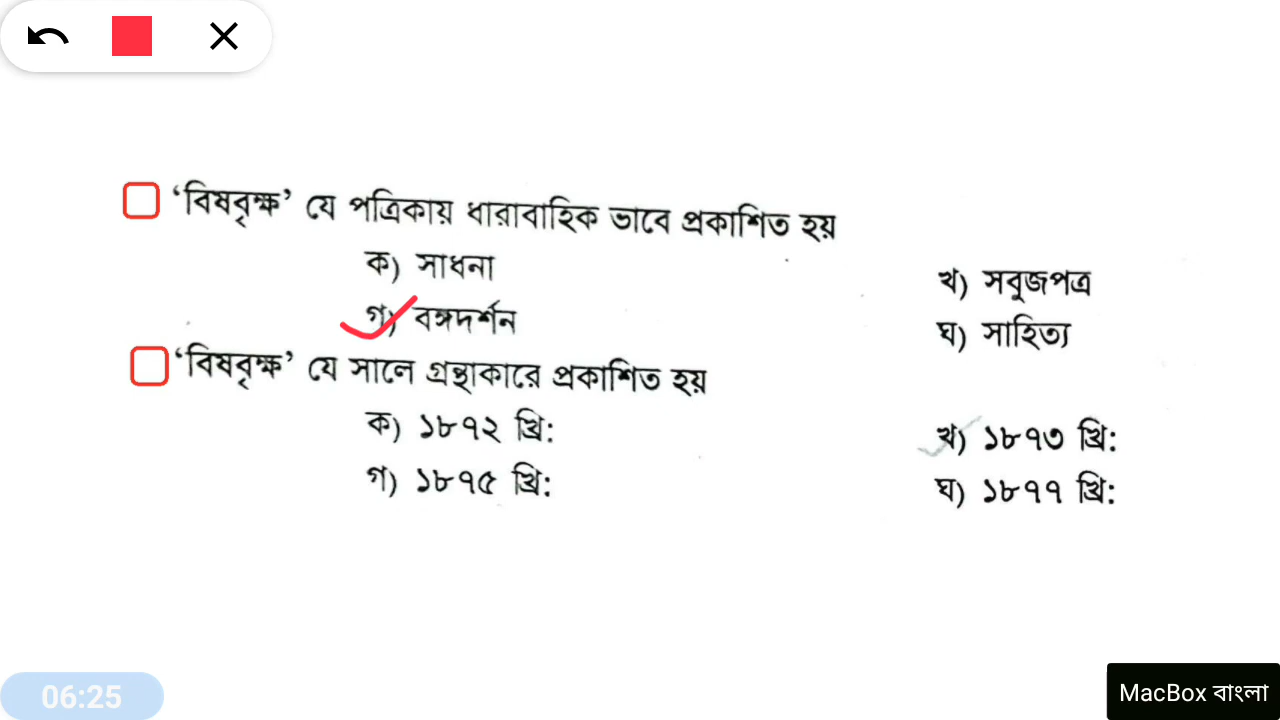 ‘বিষবৃক্ষ’ যে পত্রিকায় ধারাবাহিক ভাবে প্রকাশিত হয়
ক) সাধনা
খ) সবুজপত্র
গ) বঙ্গদর্শন
ঘ) সাহিত্য
‘বিষবৃক্ষ’ যে সালে গ্রন্থাকারে প্রকাশিত হয়
ক) ১৮৭২ খ্রি:
খ) ১৮৭৩ খ্রি:
গ) ১৮৭৫ খ্রি:
ঘ) ১৮৭৭ খ্রি:
06:25
MacBox বাংলা